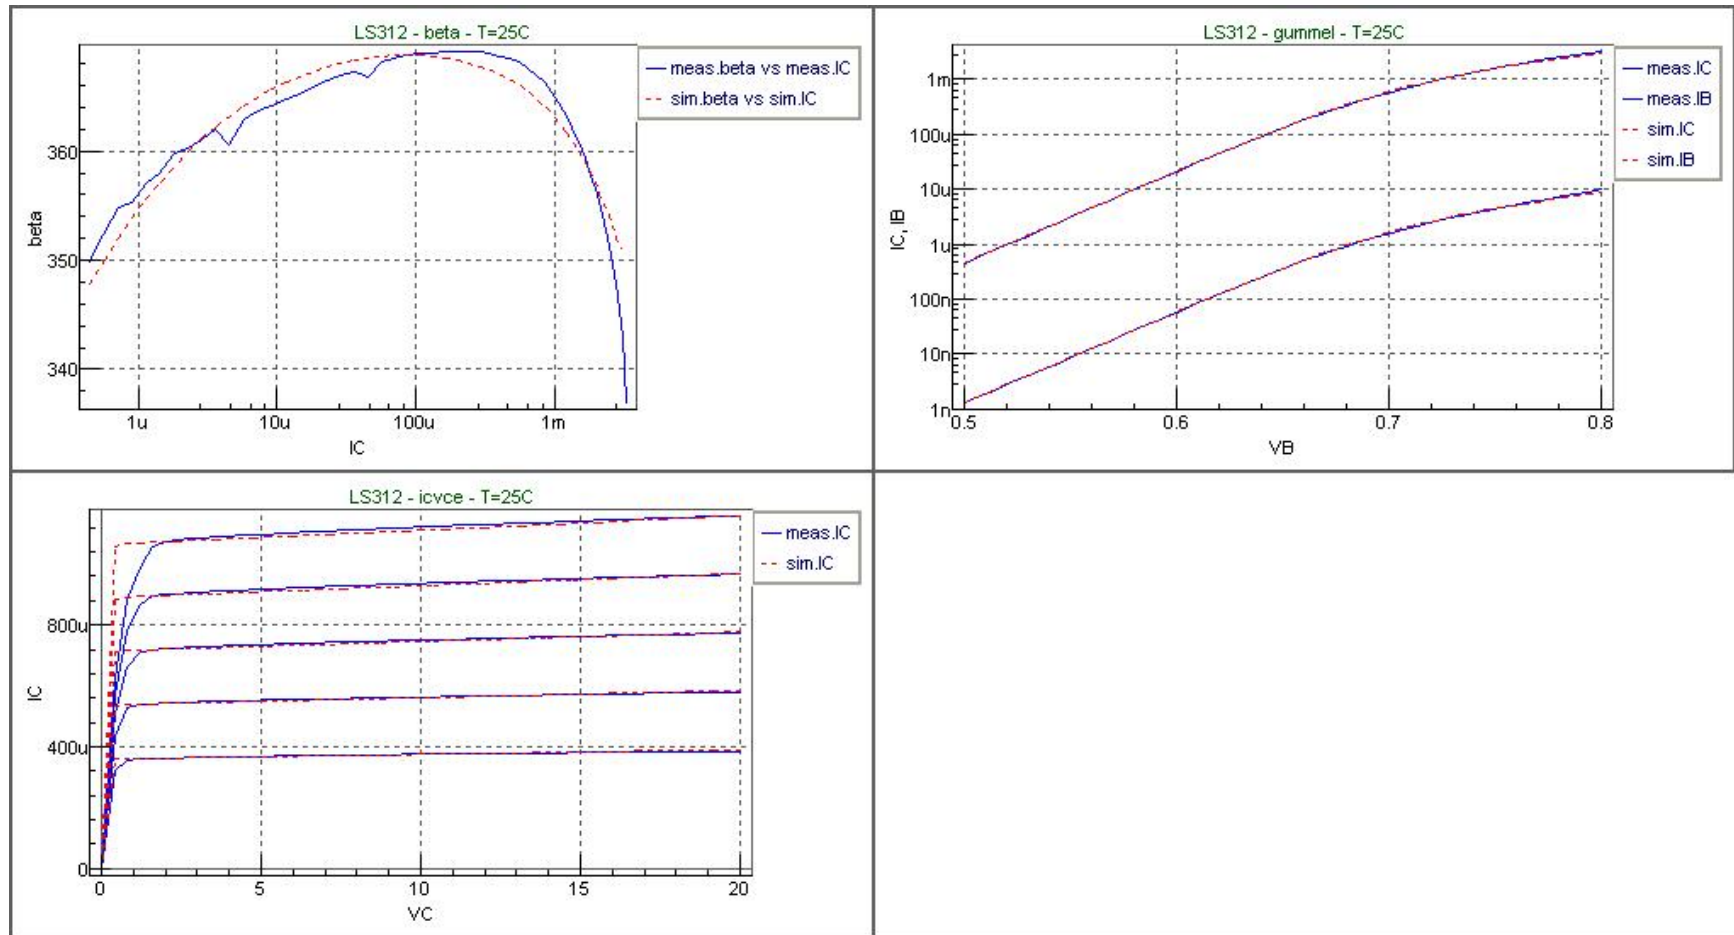 LS312 - beta - T=25C
meas.beta vs meas.IC
sim.beta vs sim.IC
360
350
340
beta
1u 10u 100u 1m
IC
LS312 - gummel - T=25C
meas.IC
meas.IB
sim.IC
sim.IB
1m
100u
10u
1u
100n
10n
1n
IC, IB
0.5 0.6 0.7 0.8
VB
LS312 - icvce - T=25C
meas.IC
sim.IC
800u
400u
0
IC
0 5 10 15 20
VC